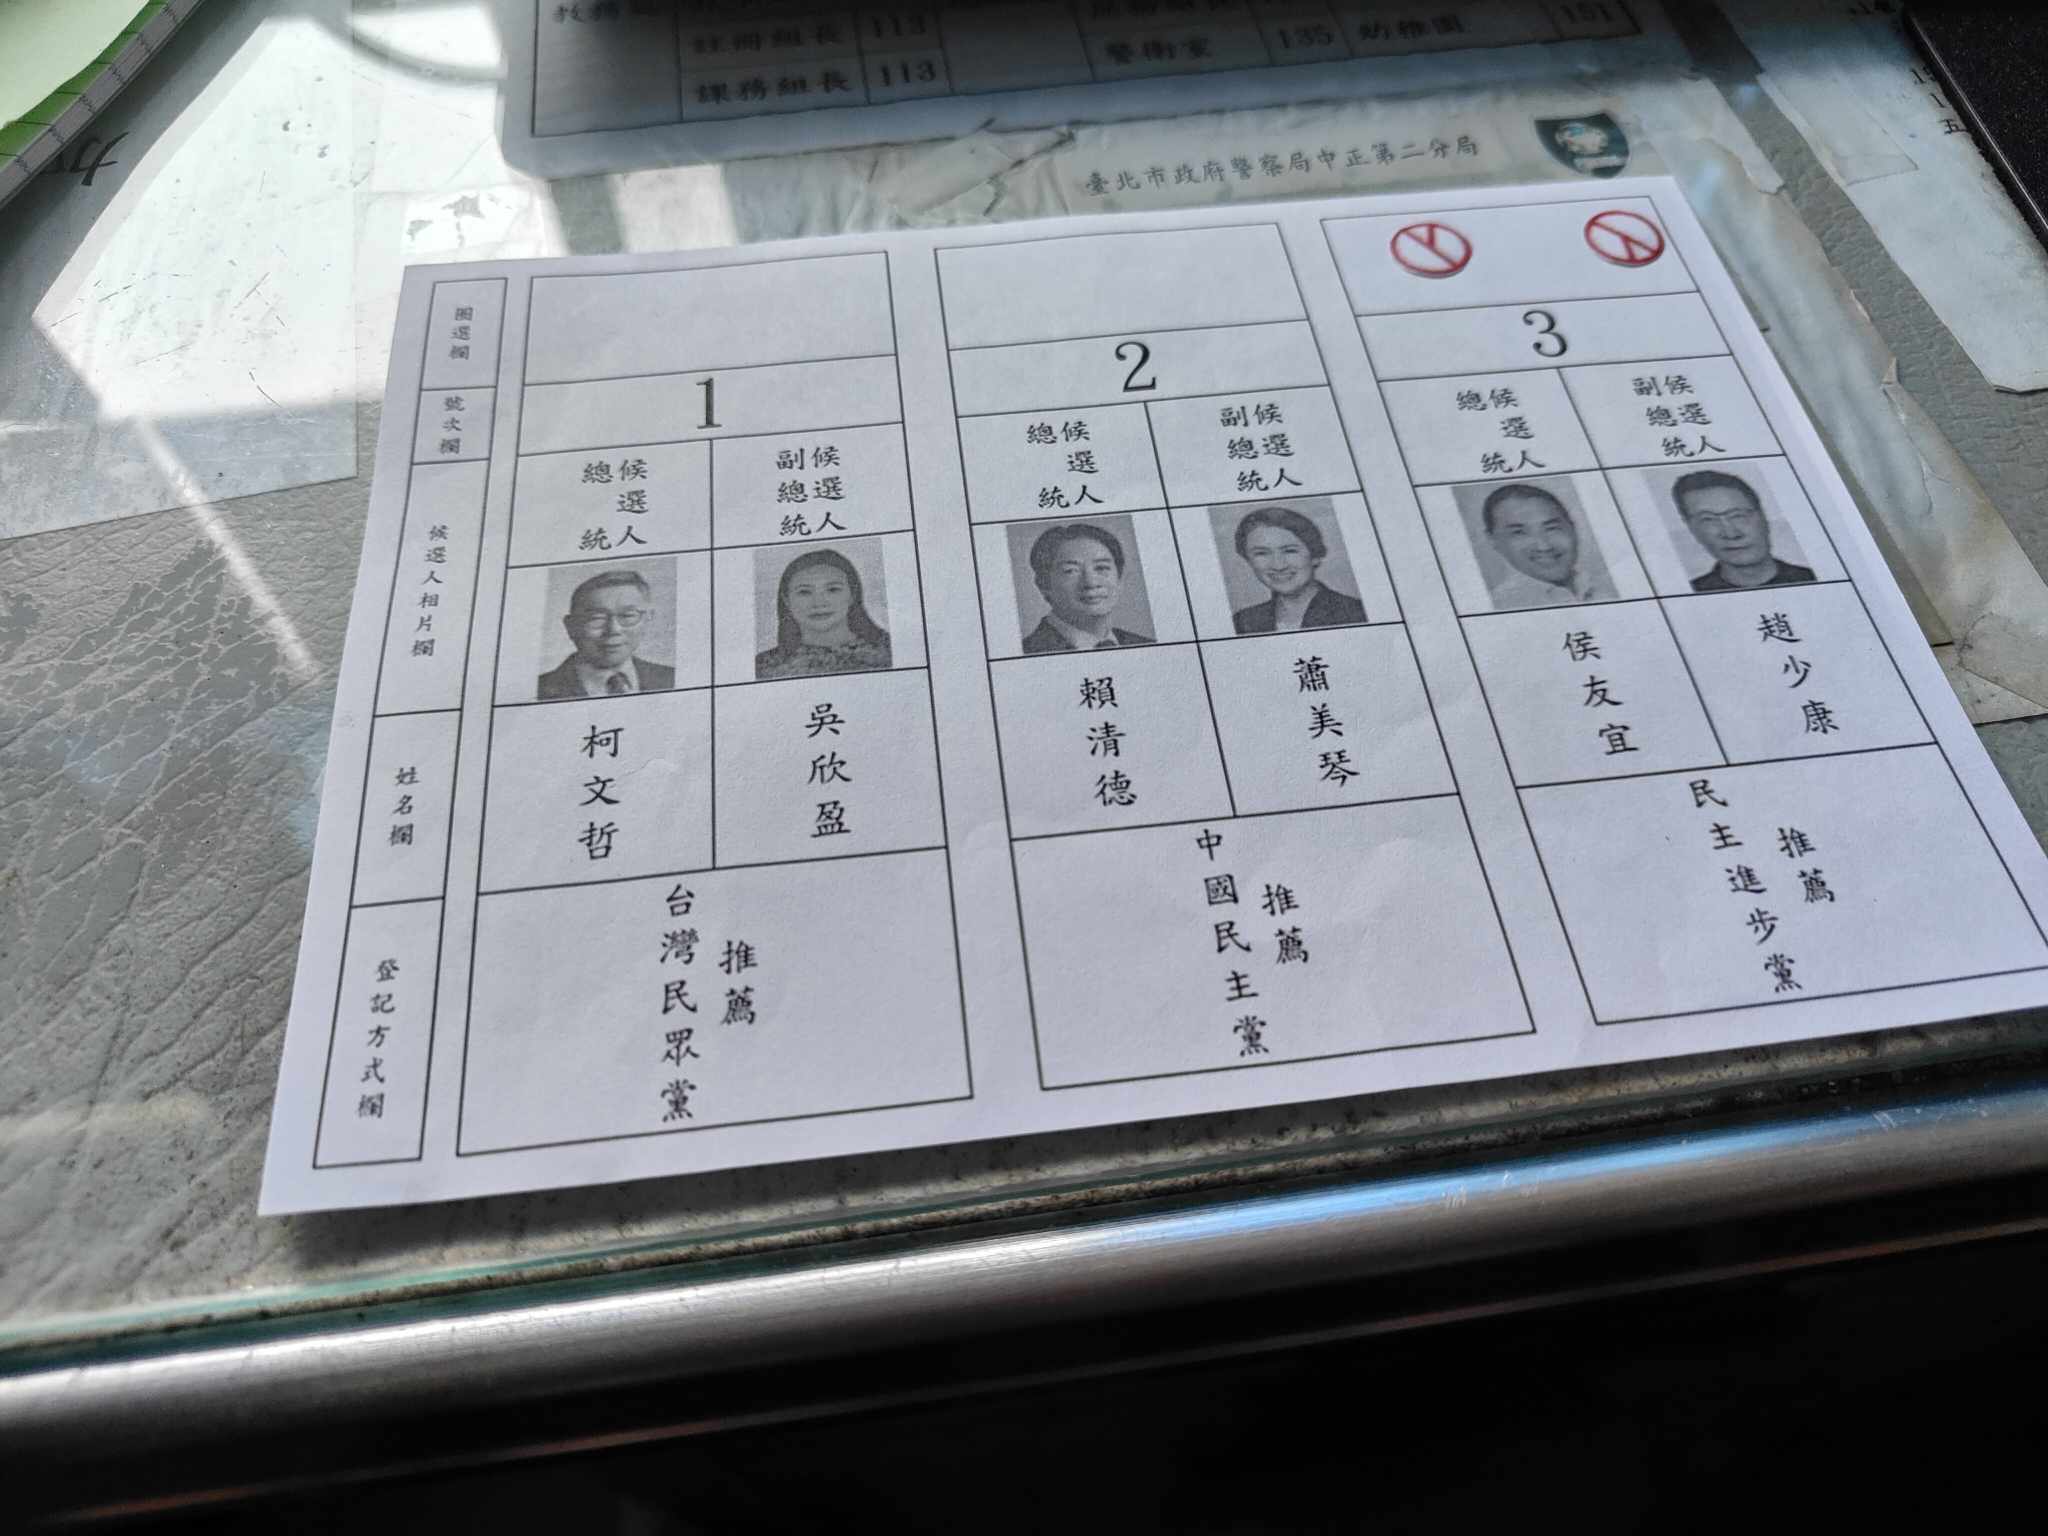 註冊組長 113
課務組長 113
警衛室 135 幼稚園 151
臺北市政府警察局中正第二分局
圈選欄
號次欄
候選人相片欄
姓名欄
登記方式欄
1
總統候選人
副總統候選人
柯文哲
吳欣盈
台灣民眾黨
推薦
2
總統候選人
副總統候選人
賴清德
蕭美琴
中國民主黨
推薦
3
總統候選人
副總統候選人
侯友宜
趙少康
民主進步黨
推薦